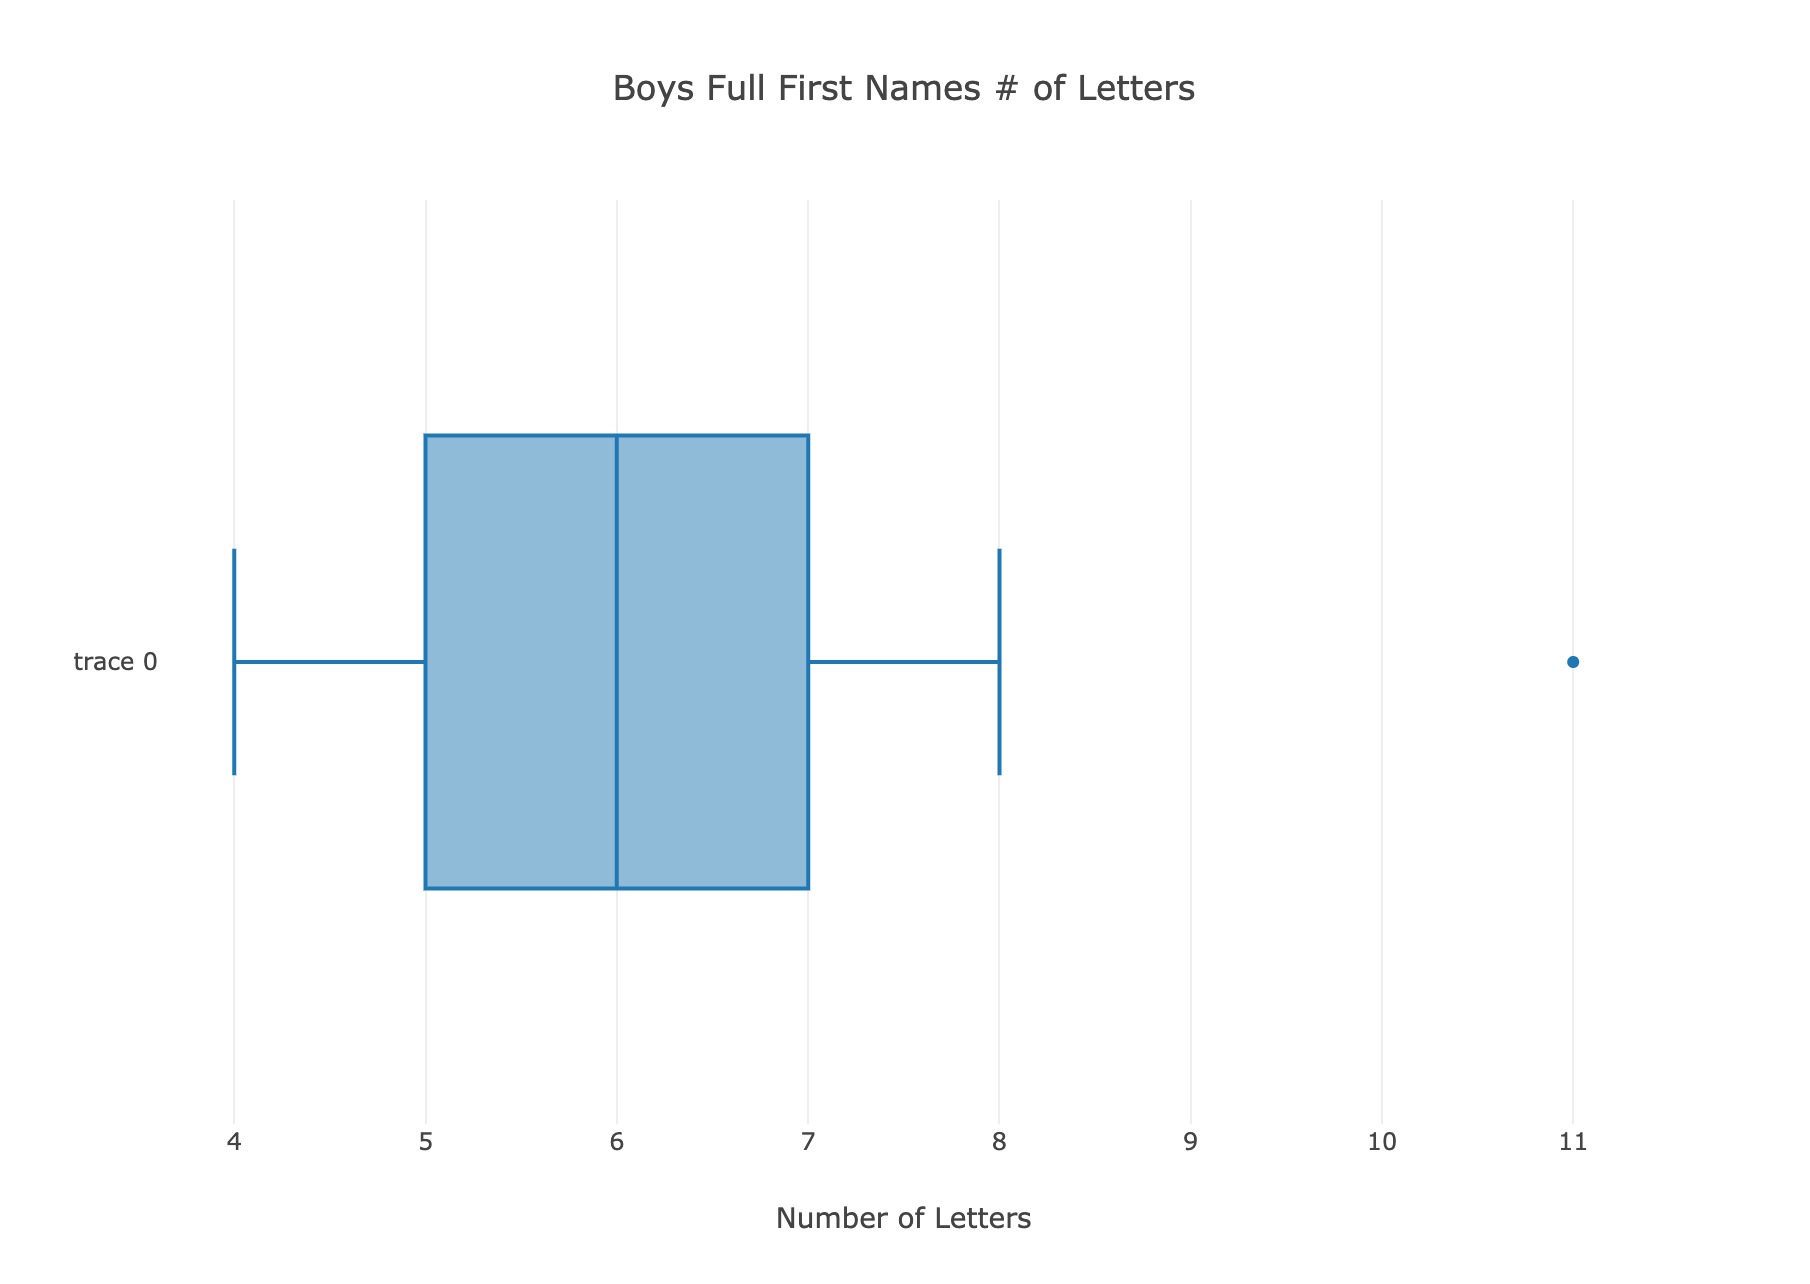 Boys Full First Names # of Letters
trace 0
4 5 6 7 8 9 10 11
Number of Letters